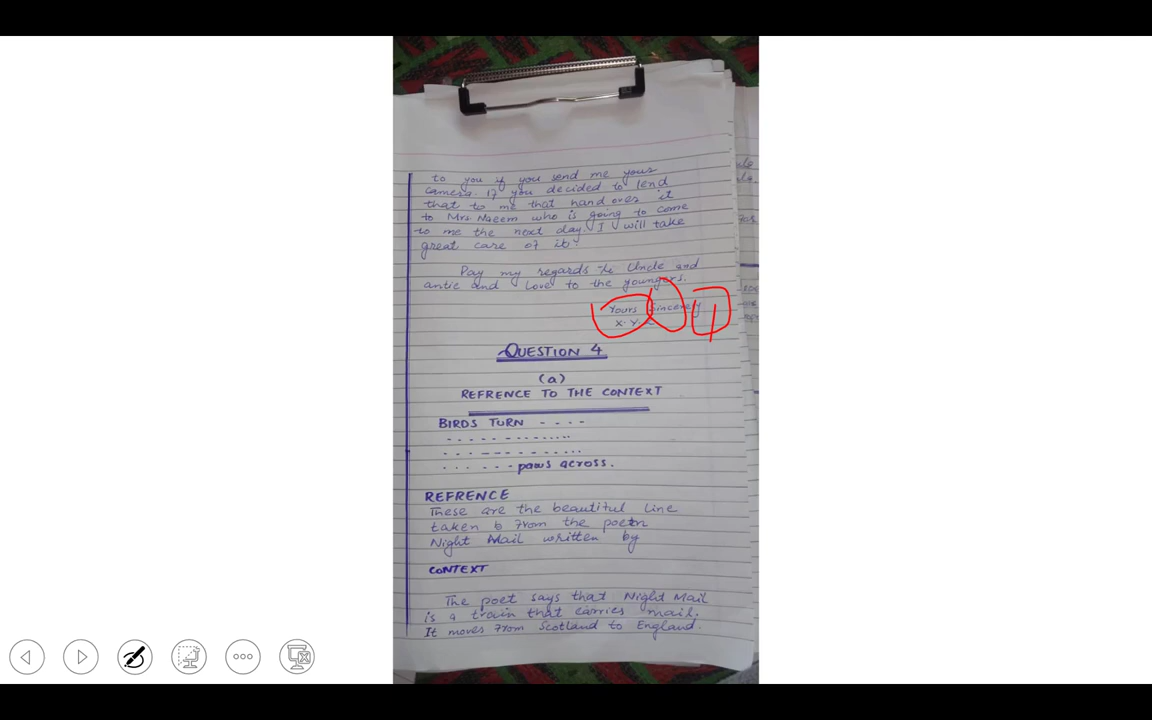 to you if you send me your
camera. If you decided to lend
that to me that hand over it
to Mrs. Naeem who is going to come
to me the next day. I will take
great care of it.
Pay my regards to Uncle and
antie and Love to the youngers.
Yours Sincerely
X. Y. Z
QUESTION 4
(a)
REFRENCE TO THE CONTEXT
BIRDS TURN - - - -
- - - - - - - - - - - - -
- - - - - - - - - - - - - -
- - - - - - paws across.
REFRENCE
These are the beautiful Line
taken from the poem
Night Mail written by
CONTEXT
The poet says that Night Mail
is a train that carries mail.
It moves from Scotland to England.